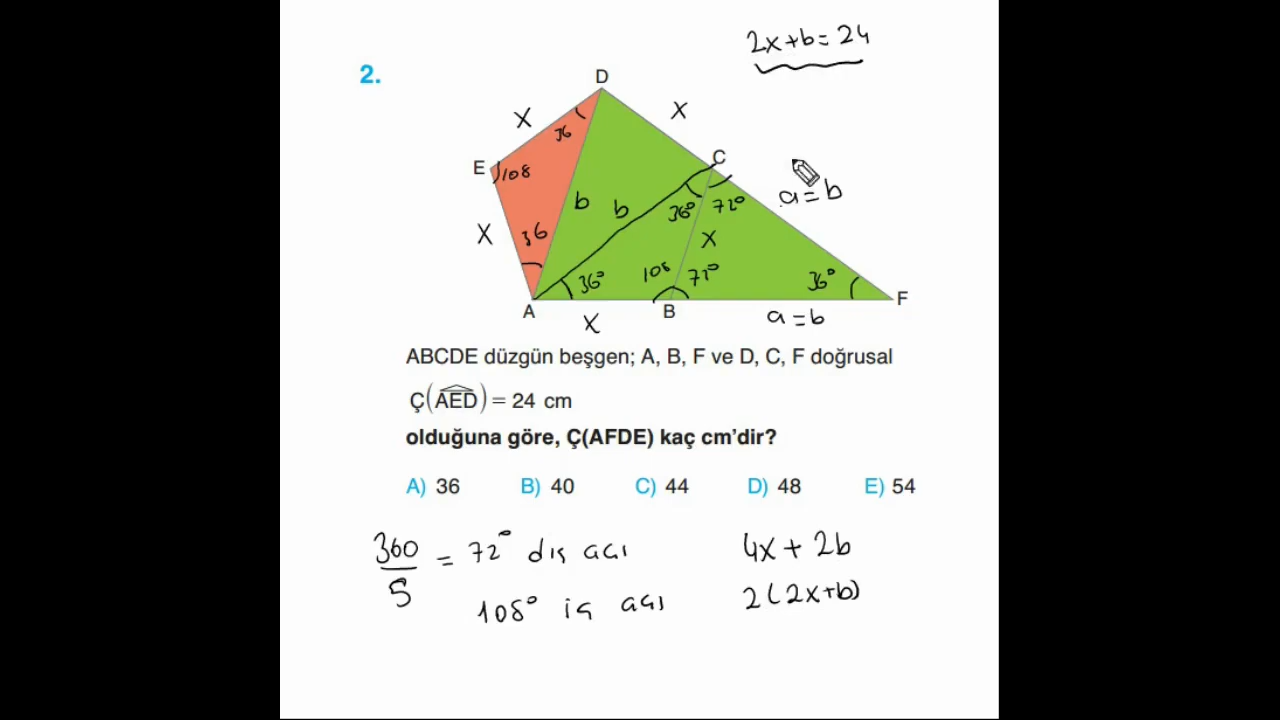 2x+b=24
2.
D
x
x
36
E
108
C
a=b
b
b
36°
72°
x
36
x
36°
108
72°
36°
A
B
F
x
a=b
ABCDE düzgün beşgen; A, B, F ve D, C, F doğrusal
Ç(AED) = 24 cm
olduğuna göre, Ç(AFDE) kaç cm'dir?
A) 36 B) 40 C) 44 D) 48 E) 54
360/5 = 72° dış açı
4x + 2b
108° iç açı
2(2x+b)